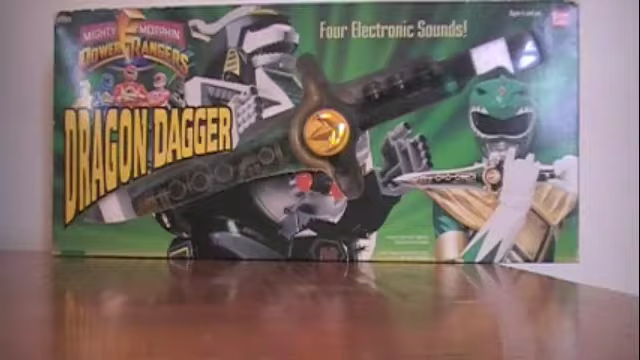 MIGHTY MORPHIN
POWER RANGERS
Four Electronic Sounds!
DRAGON DAGGER